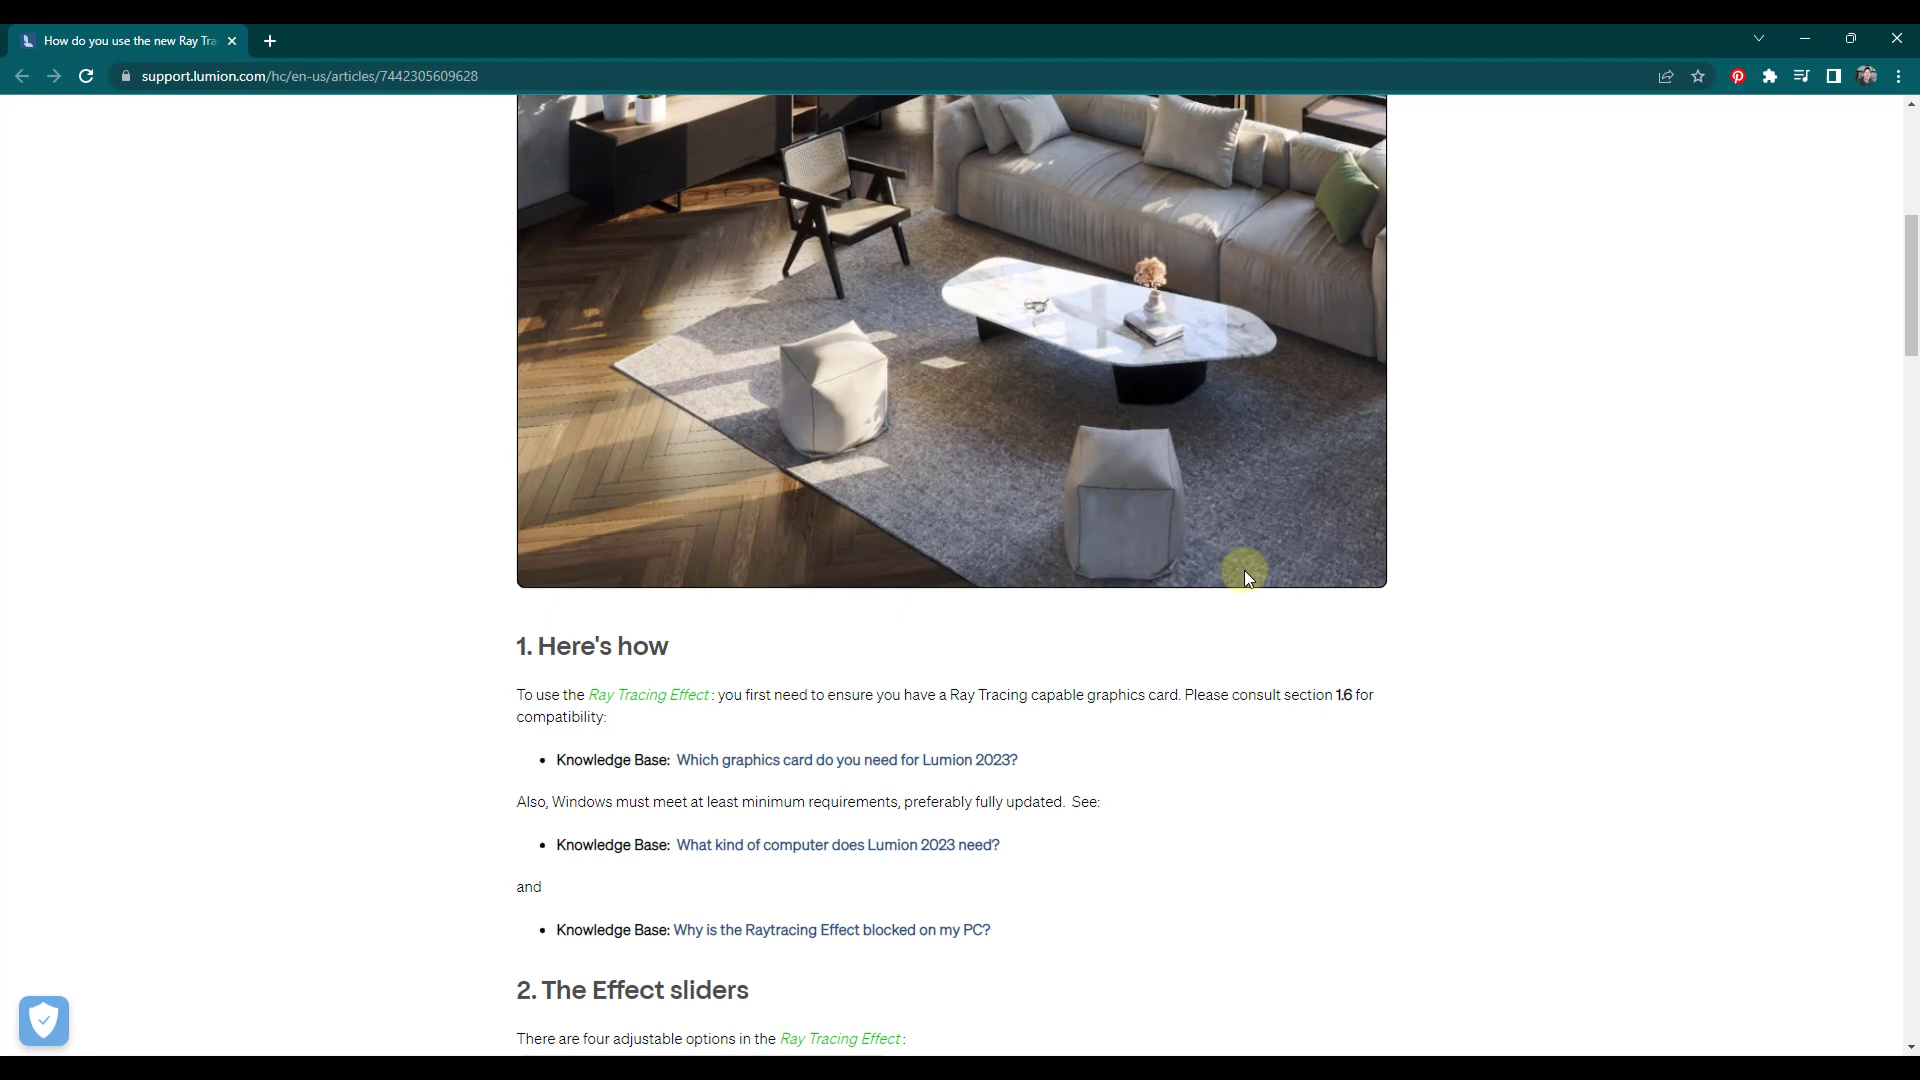 How do you use the new Ray Tra
support.lumion.com/hc/en-us/articles/7442305609628
1. Here's how
To use the Ray Tracing Effect : you first need to ensure you have a Ray Tracing capable graphics card. Please consult section 1.6 for
compatibility:
• Knowledge Base: Which graphics card do you need for Lumion 2023?
Also, Windows must meet at least minimum requirements, preferably fully updated. See:
• Knowledge Base: What kind of computer does Lumion 2023 need?
and
• Knowledge Base: Why is the Raytracing Effect blocked on my PC?
2. The Effect sliders
There are four adjustable options in the Ray Tracing Effect :